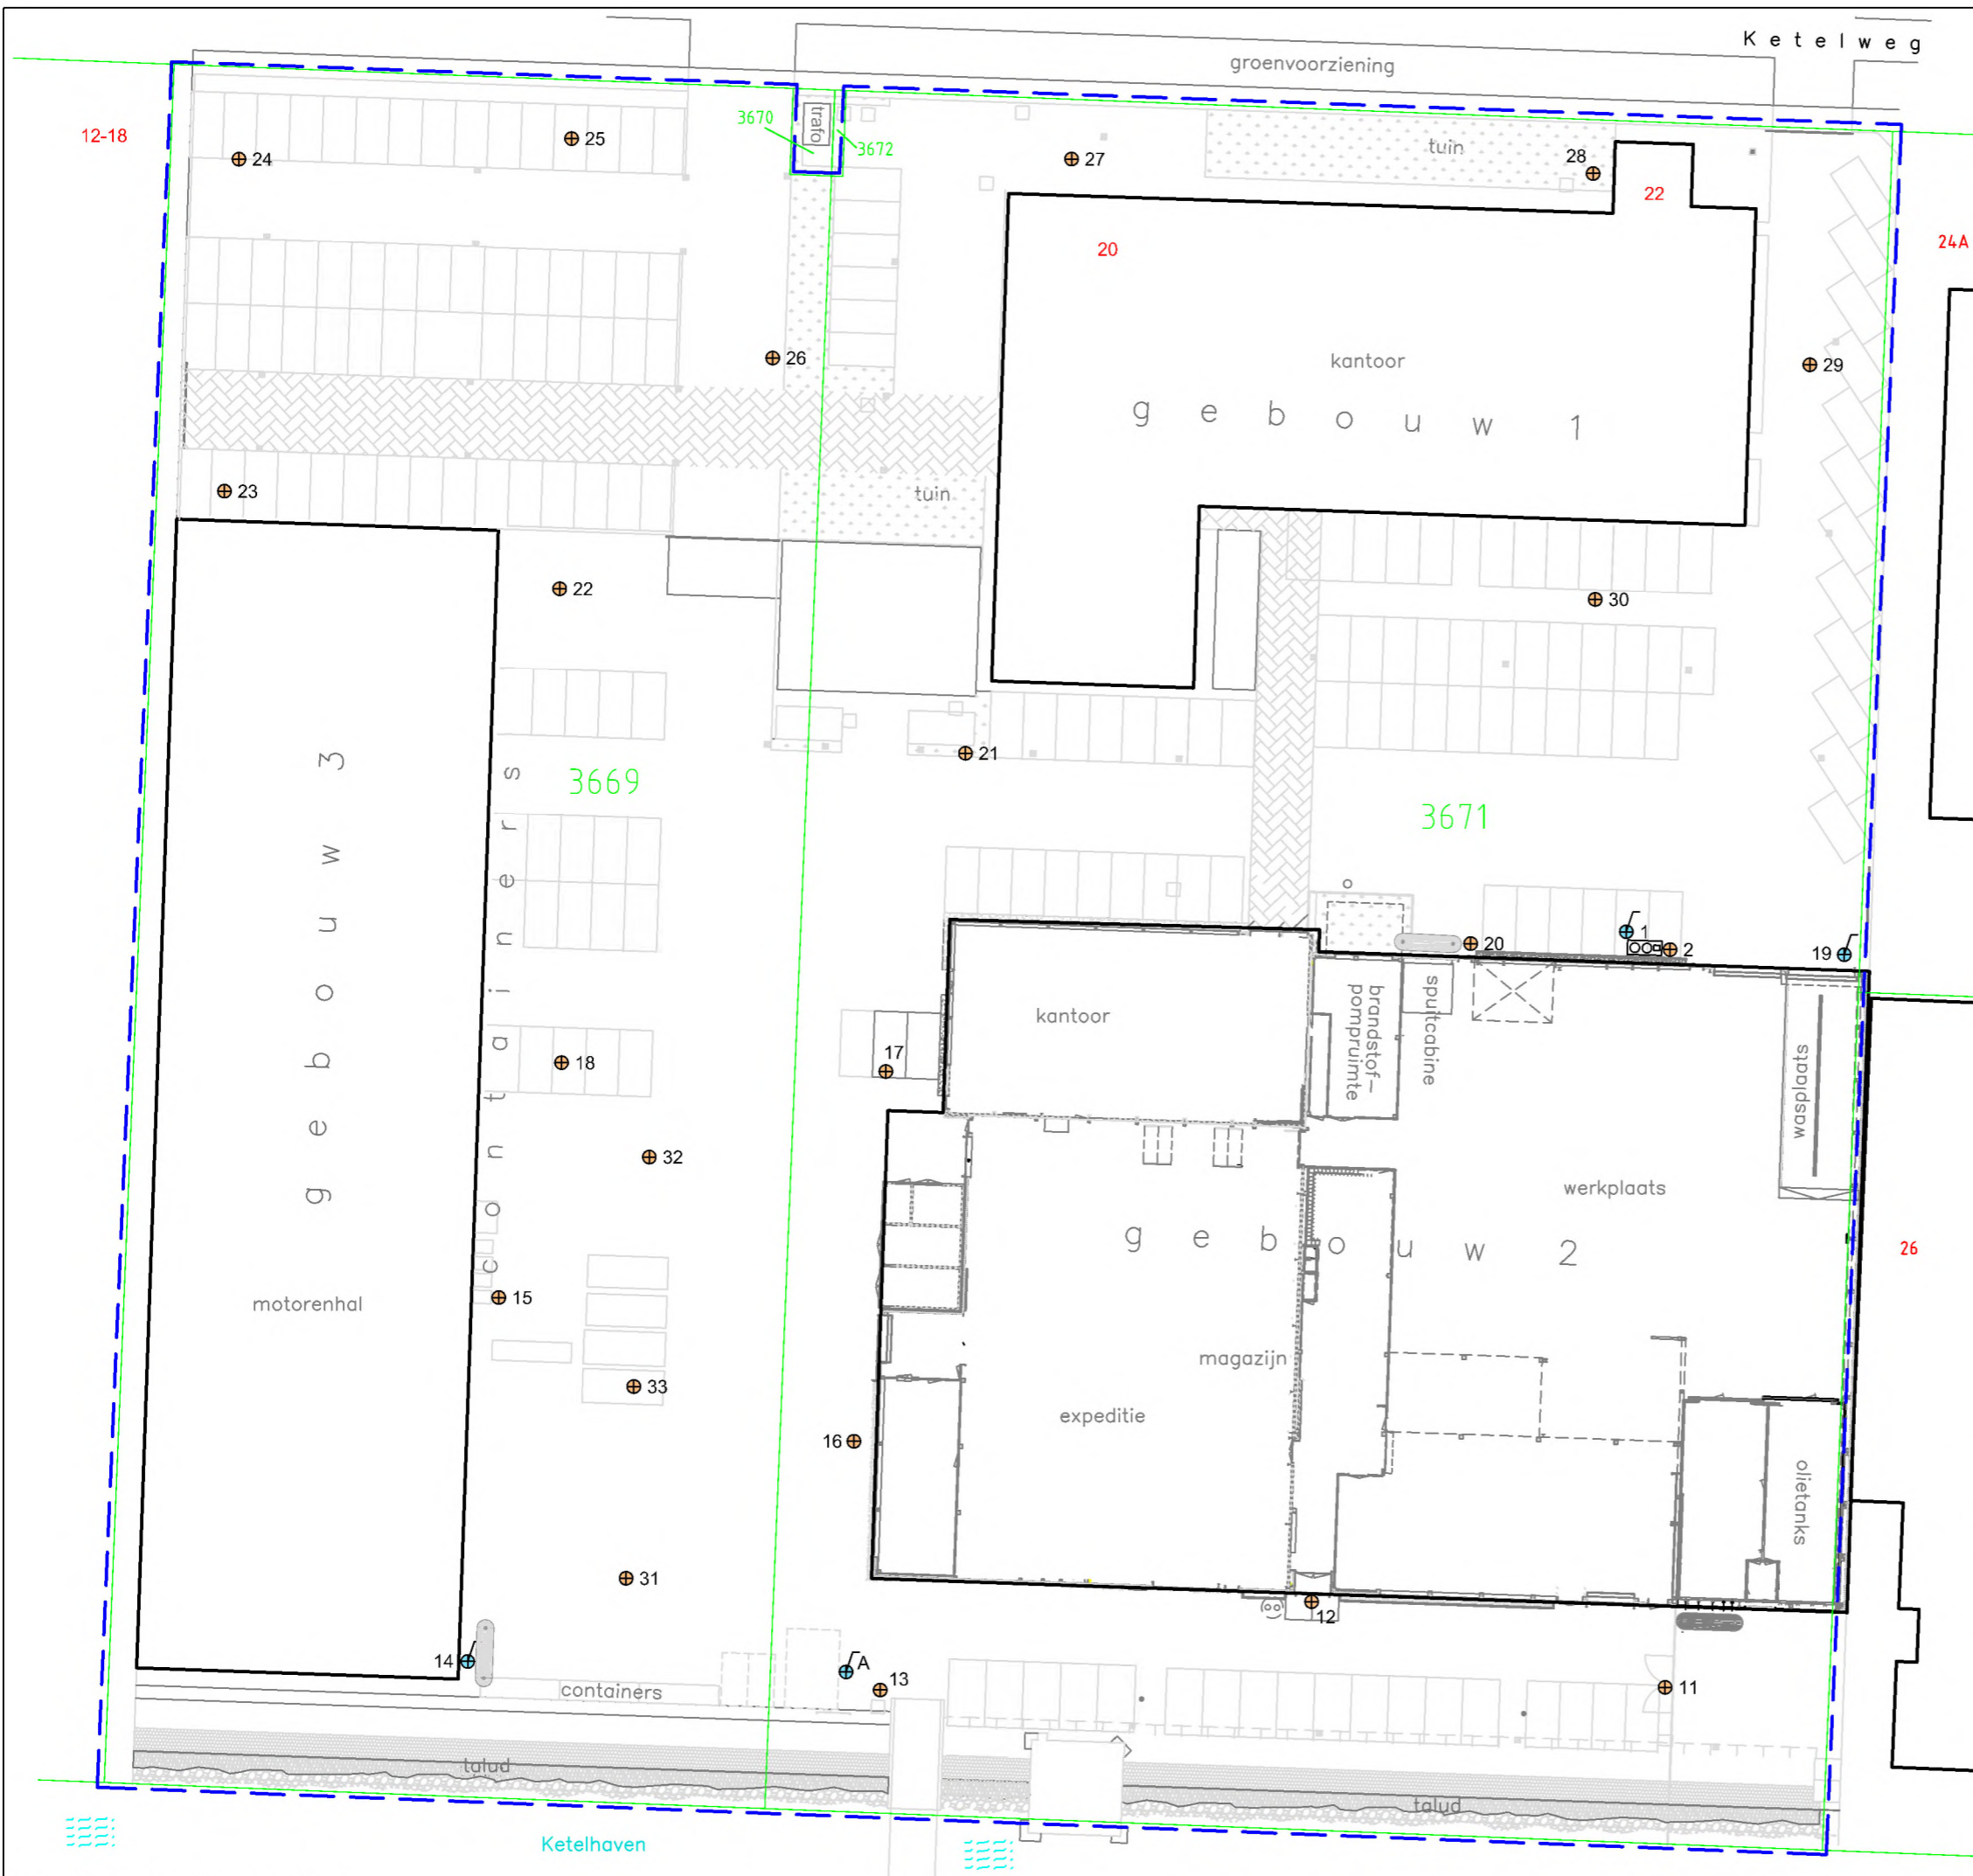 Ketelweg
groenvoorziening
12-18
3670
trafo
3672
tuin
25
24
27
28
22
20
24A
kantoor
26
29
gebouw 1
23
tuin
22
30
21
gebouw 3
3669
containers
3671
1
2
20
19
kantoor
brandstof-
pompruimte
spuitcabine
wasplaats
17
18
32
werkplaats
gebouw 2
26
15
motorenhal
magazijn
33
expeditie
16
olietanks
31
12
14
A
13
11
containers
talud
talud
Ketelhaven